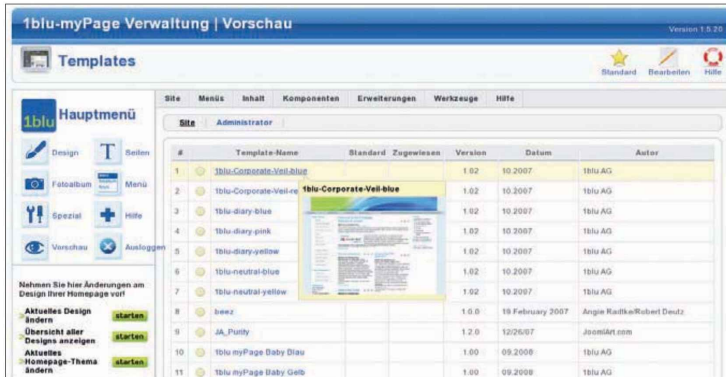 1blu-myPage Verwaltung | Vorschau
Version 1.5.20
Templates
Standard Bearbeiten Hilfe
1blu Hauptmenü
Design Seiten
Fotoalbum Menü
Spezial Hilfe
Vorschau Ausloggen
Nehmen Sie hier Änderungen am
Design Ihrer Homepage vor!
Aktuelles Design
ändern starten
Übersicht aller
Designs anzeigen starten
Aktuelles
Homepage-Thema
ändern starten
Site Menüs Inhalt Komponenten Erweiterungen Werkzeuge Hilfe
Site Administrator
# Template-Name Standard Zugewiesen Version Datum Autor
1 1blu-Corporate-Veil-blue 1.02 10.2007 1blu AG
2 1blu-Corporate-Veil-re 1.02 10.2007 1blu AG
1blu-Corporate-Veil-blue
3 1blu-diary-blue 1.02 10.2007 1blu AG
4 1blu-diary-pink 1.02 10.2007 1blu AG
5 1blu-diary-yellow 1.02 10.2007 1blu AG
6 1blu-neutral-blue 1.02 10.2007 1blu AG
7 1blu-neutral-yellow 1.02 10.2007 1blu AG
8 beez 1.0.0 19 February 2007 Angie Radtke/Robert Deutz
9 JA_Purity 1.2.0 12/26/07 JoomlArt.com
10 1blu myPage Baby Blau 1.00 09.2008 1blu AG
11 1blu myPage Baby Gelb 1.00 09.2008 1blu AG